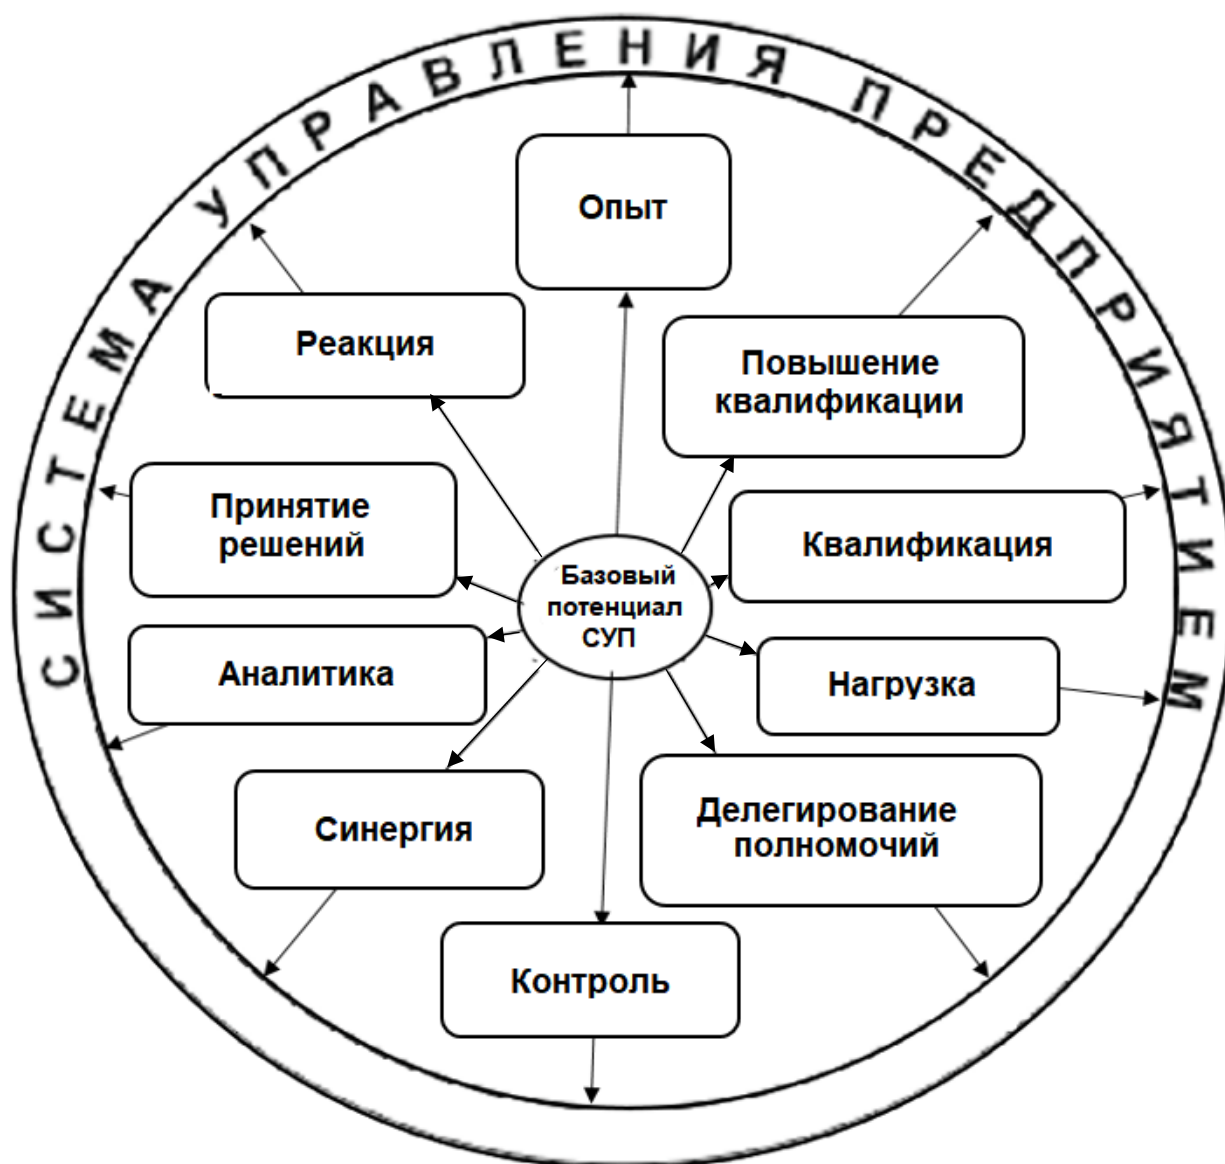 СИСТЕМА УПРАВЛЕНИЯ ПРЕДПРИЯТИЕМ
Опыт
Реакция
Повышение
квалификации
Принятие
решений
Квалификация
Базовый
потенциал
СУП
Аналитика
Нагрузка
Синергия
Делегирование
полномочий
Контроль